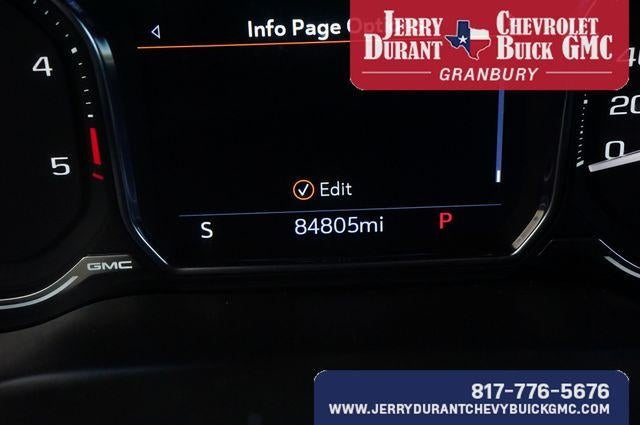 Info Page
JERRY DURANT
CHEVROLET
BUICK GMC
GRANBURY
4
5
20
0
Edit
S
84805mi
P
GMC
817-776-5676
WWW.JERRYDURANTCHEVYBUICKGMC.COM